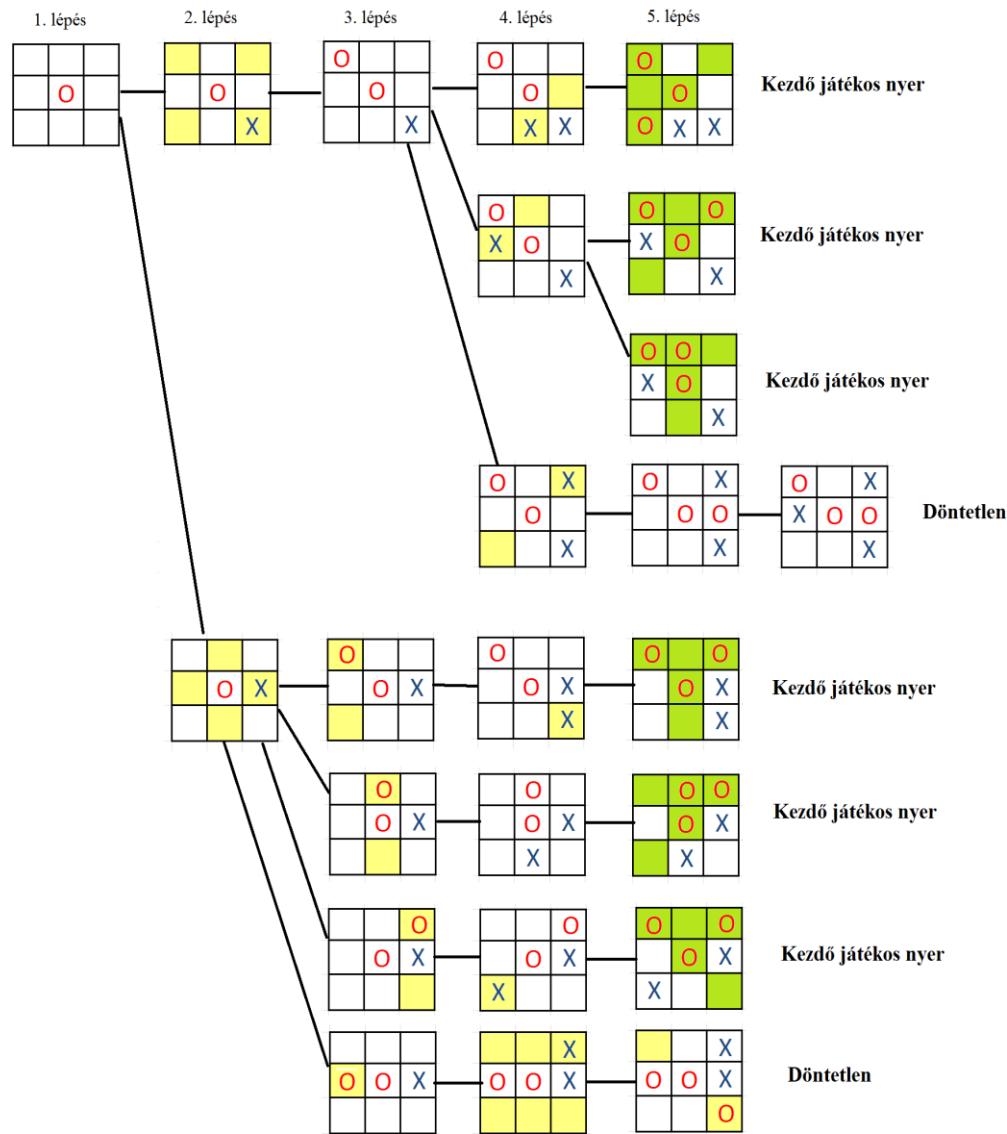 1. lépés 2. lépés 3. lépés 4. lépés 5. lépés
O
O
X
O
O
X
O
O
X X
O
O
O X X
Kezdő játékos nyer
O
X O
X
O O
X O
X
Kezdő játékos nyer
O O
X O
X
Kezdő játékos nyer
O X
O
X
O X
O O
X
O X
X O O
X
Döntetlen
O X
O
O X
O
O X
X
O O
O X
X
Kezdő játékos nyer
O
O X
O
O X
X
O O
O X
X
Kezdő játékos nyer
O
O X
O
O X
X
O O
O X
X
Kezdő játékos nyer
O O X
X
O O X
X
O O X
O
Döntetlen